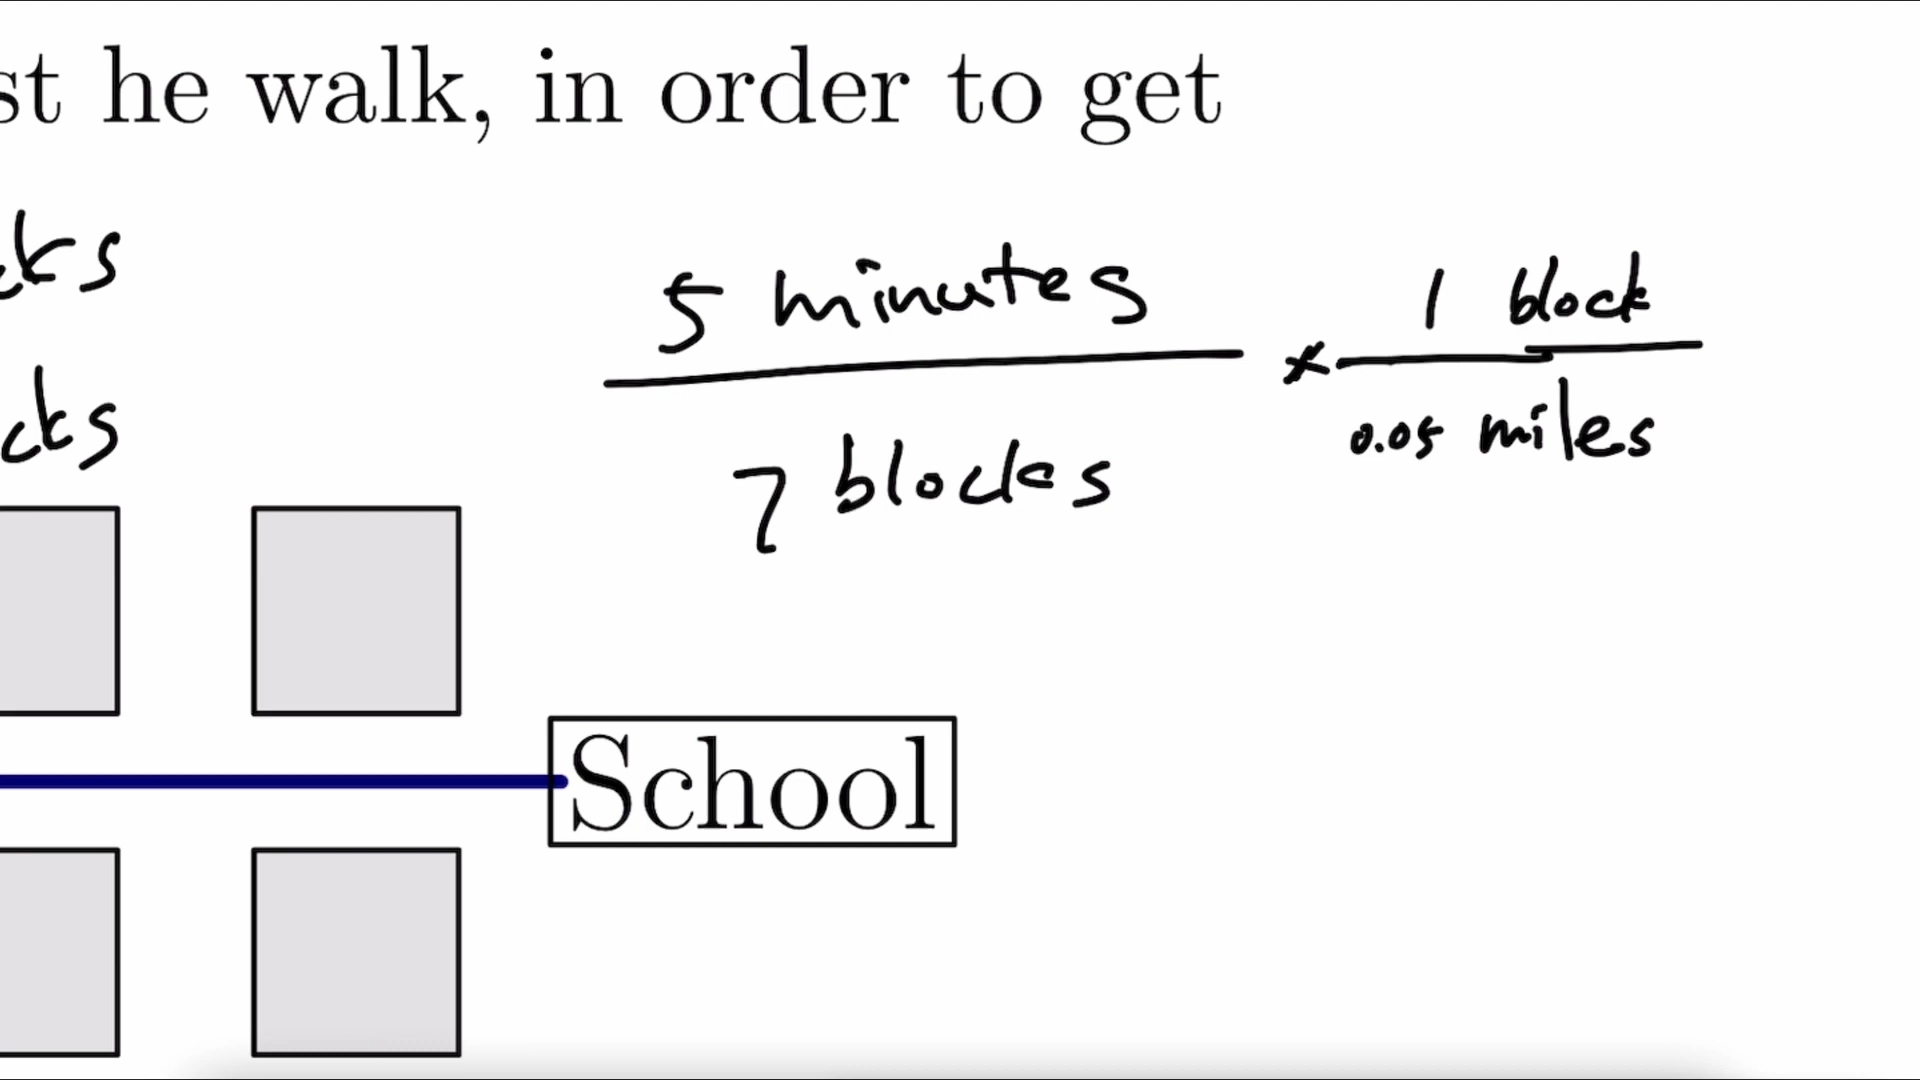 st he walk, in order to get
cks
cks
5 minutes
7 blocks
× 1 block
0.05 miles
School